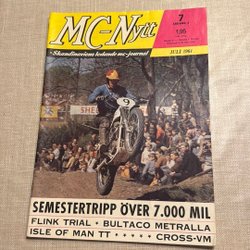 MC-Nytt
Skandinaviens ledande mc-journal
7
1,95
JULI 1961
SHELL
9
SEMESTERTRIPP ÖVER 7.000 MIL
FLINK TRIAL · BULTACO METRALLA
ISLE OF MAN TT ····· CROSS-VM